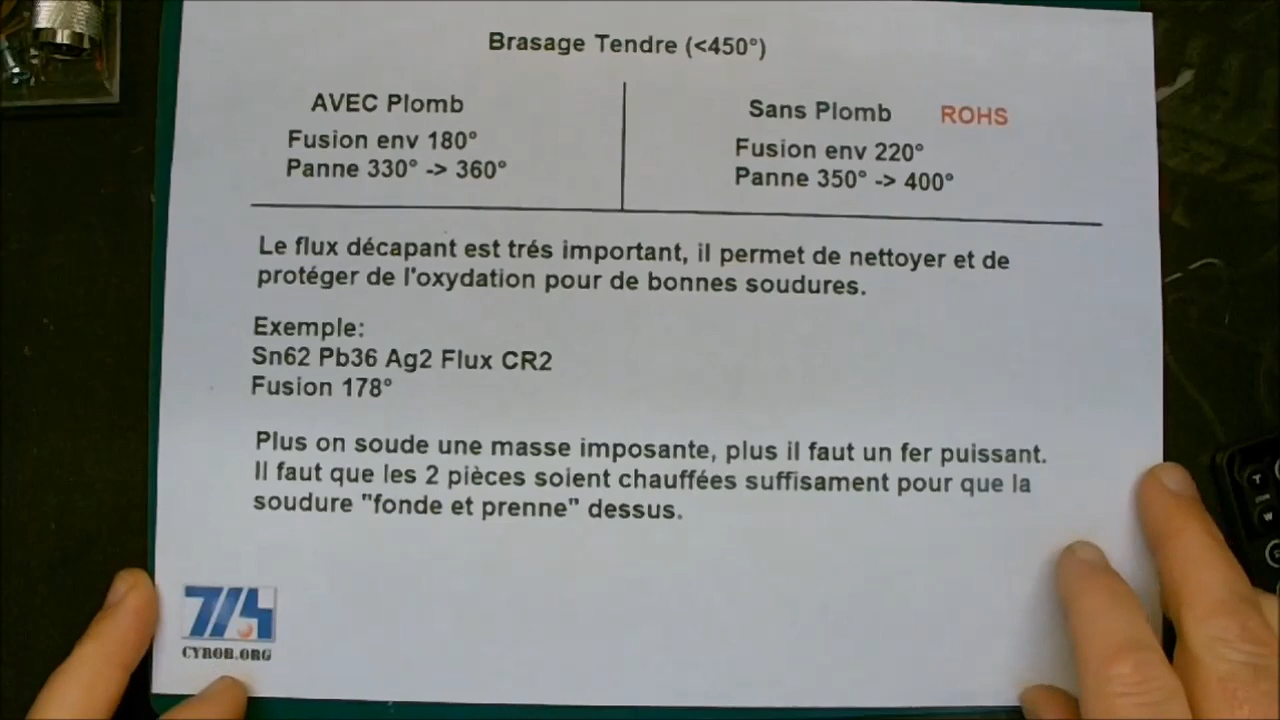 Brasage Tendre (<450°)
AVEC Plomb
Fusion env 180°
Panne 330° -> 360°
Sans Plomb ROHS
Fusion env 220°
Panne 350° -> 400°
Le flux décapant est trés important, il permet de nettoyer et de
protéger de l'oxydation pour de bonnes soudures.
Exemple:
Sn62 Pb36 Ag2 Flux CR2
Fusion 178°
Plus on soude une masse imposante, plus il faut un fer puissant.
Il faut que les 2 pièces soient chauffées suffisament pour que la
soudure "fonde et prenne" dessus.
CYROB.ORG